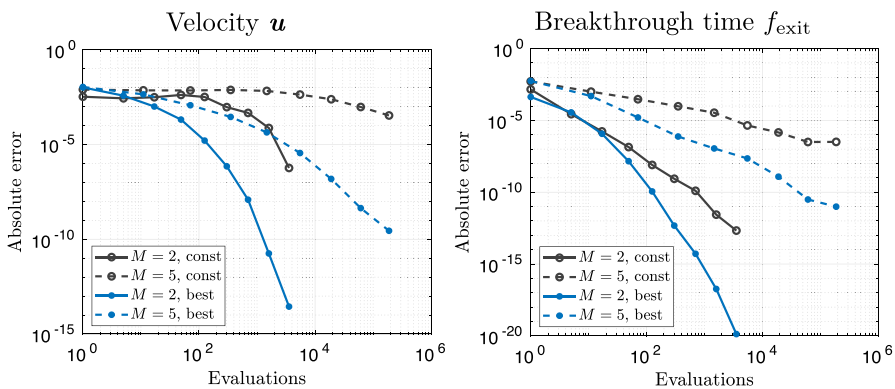 Velocity u
Absolute error
10^0
10^-5
10^-10
10^-15
M = 2, const
M = 5, const
M = 2, best
M = 5, best
10^0 10^2 10^4 10^6
Evaluations
Breakthrough time f_exit
Absolute error
10^0
10^-5
10^-10
10^-15
10^-20
M = 2, const
M = 5, const
M = 2, best
M = 5, best
10^0 10^2 10^4 10^6
Evaluations